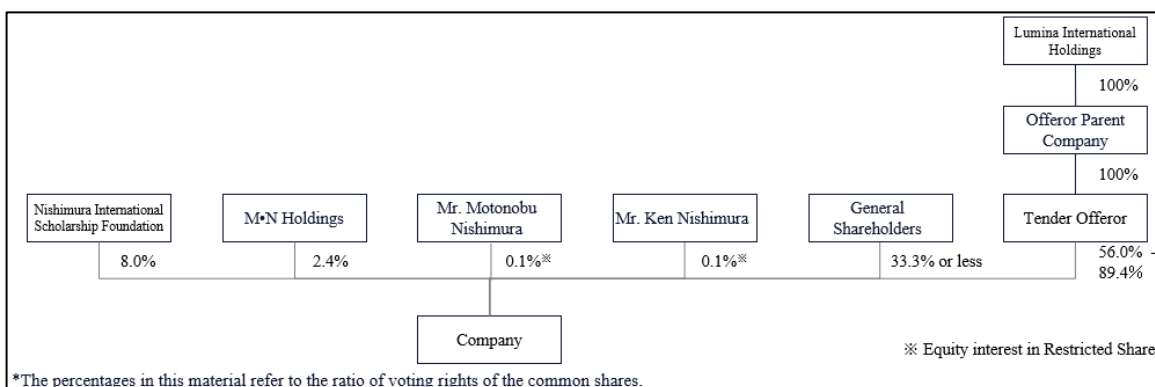 Lumina International
Holdings
100%
Offeror Parent
Company
100%
Nishimura International
Scholarship Foundation
M•N Holdings
Mr. Motonobu
Nishimura
Mr. Ken Nishimura
General
Shareholders
Tender Offeror
8.0%
2.4%
0.1%※
0.1%※
33.3% or less
56.0% -
89.4%
Company
※ Equity interest in Restricted Share
*The percentages in this material refer to the ratio of voting rights of the common shares.